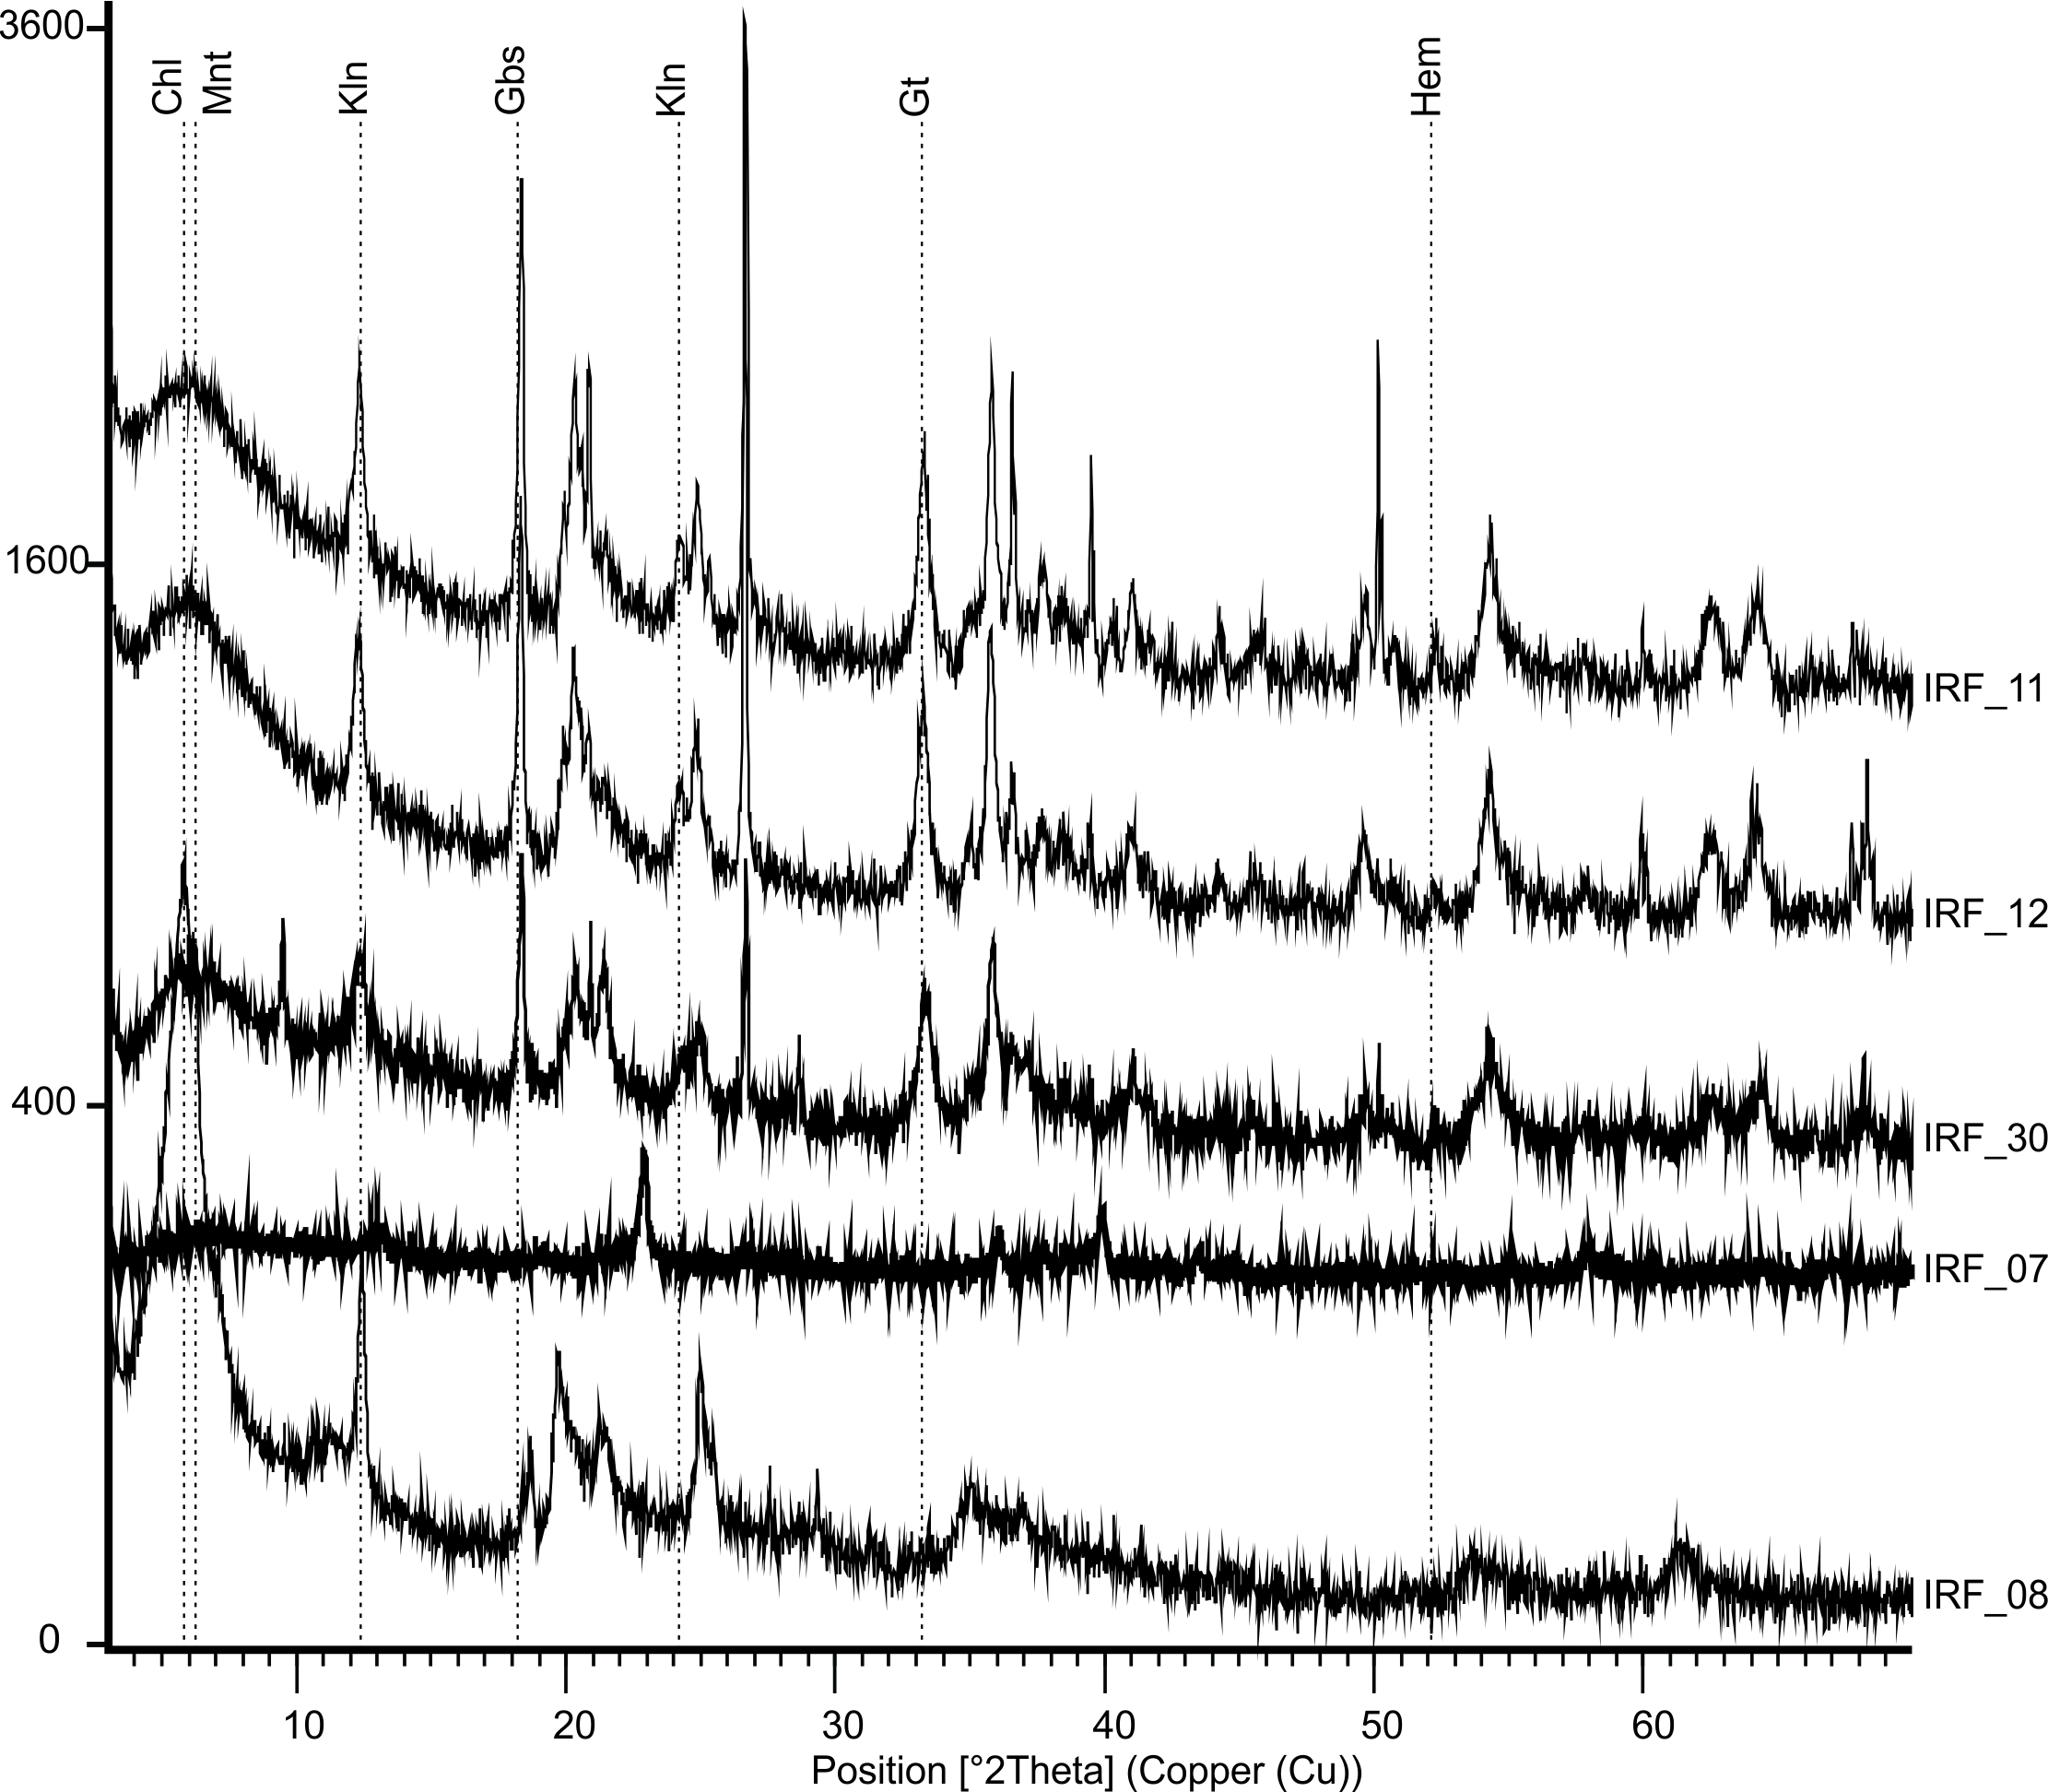 3600
1600
400
0
Chl
Mnt
Kln
Gbs
Kln
Gt
Hem
IRF_11
IRF_12
IRF_30
IRF_07
IRF_08
10 20 30 40 50 60
Position [°2Theta] (Copper (Cu))